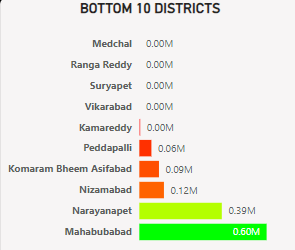 BOTTOM 10 DISTRICTS
Medchal 0.00M
Ranga Reddy 0.00M
Suryapet 0.00M
Vikarabad 0.00M
Kamareddy 0.00M
Peddapalli 0.06M
Komaram Bheem Asifabad 0.09M
Nizamabad 0.12M
Narayanapet 0.39M
Mahabubabad 0.60M